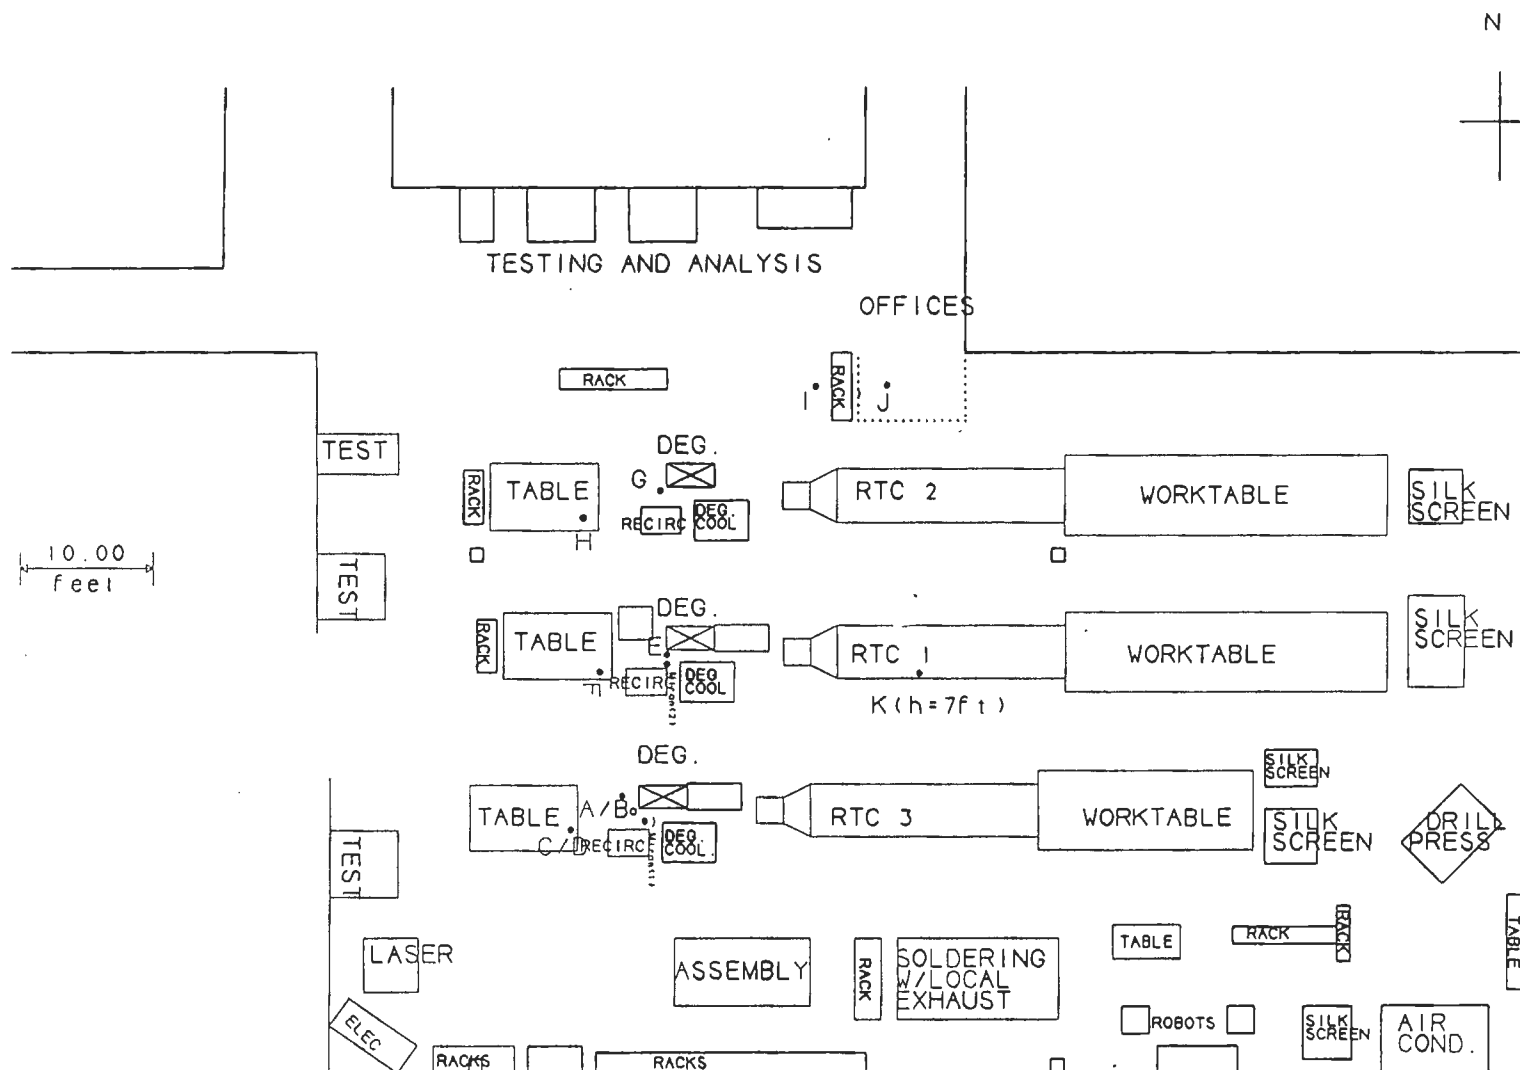 N
TESTING AND ANALYSIS
OFFICES
RACK
RACK
I
J
TEST
DEG.
RACK
TABLE
G
H
RECIRC
DEG.
COOL
RTC 2
WORKTABLE
SILK
SCREEN
10.00
feet
TEST
DEG.
RACK
TABLE
E
F
RECIRC
DEG
COOL
RTC 1
K(h=7ft)
WORKTABLE
SILK
SCREEN
DEG.
TABLE
A/B
C/D
RECIRC
DEG.
COOL.
RTC 3
WORKTABLE
SILK
SCREEN
SILK
SCREEN
DRILL
PRESS
TEST
LASER
ASSEMBLY
RACK
SOLDERING
W/LOCAL
EXHAUST
TABLE
RACK
RACK
TABLE
ELEC
ROBOTS
SILK
SCREEN
AIR
COND.
RACKS
RACKS